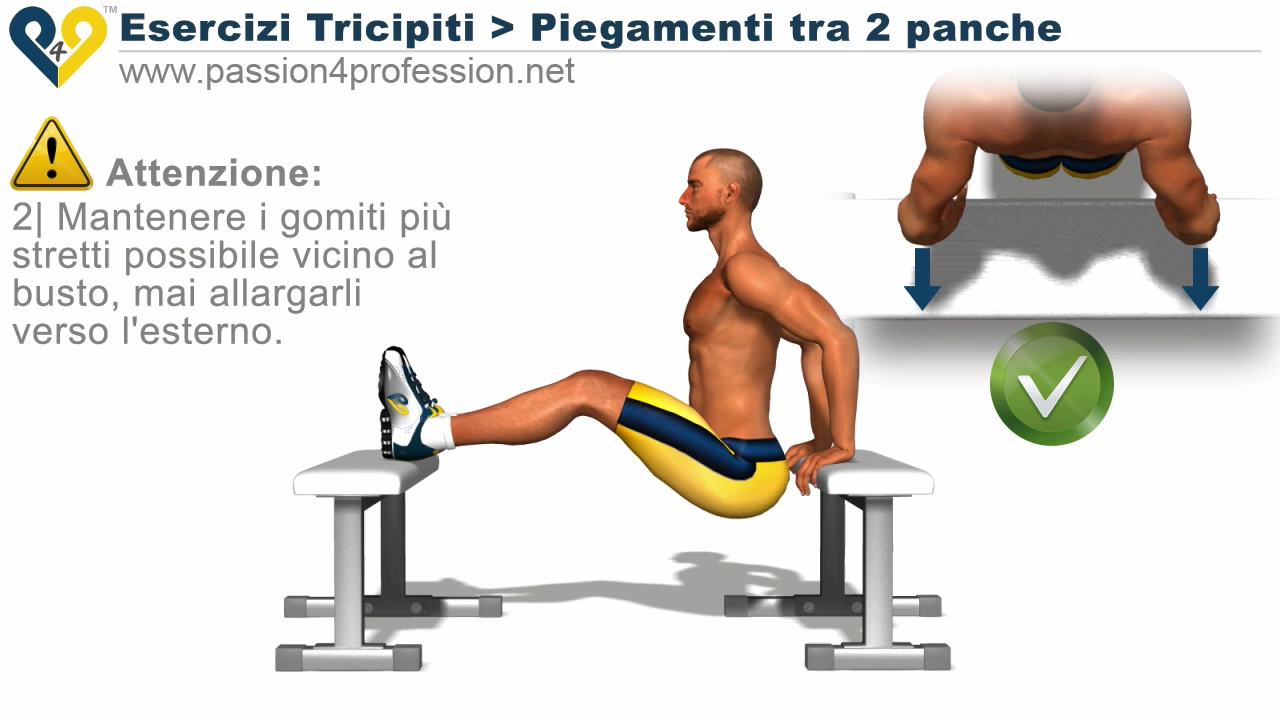 Esercizi Tricipiti > Piegamenti tra 2 panche
www.passion4profession.net
P4P™
Attenzione:
2| Mantenere i gomiti più
stretti possibile vicino al
busto, mai allargarli
verso l'esterno.